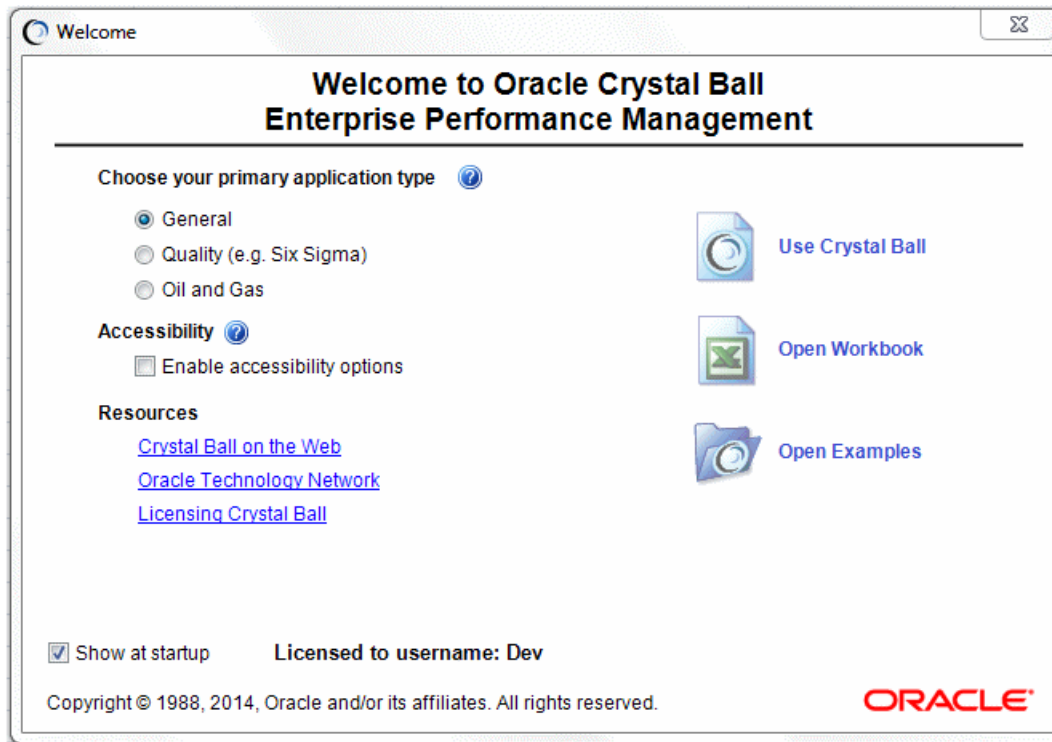 Welcome
Welcome to Oracle Crystal Ball
Enterprise Performance Management
Choose your primary application type
General
Quality (e.g. Six Sigma)
Oil and Gas
Accessibility
Enable accessibility options
Resources
Crystal Ball on the Web
Oracle Technology Network
Licensing Crystal Ball
Use Crystal Ball
Open Workbook
Open Examples
Show at startup
Licensed to username: Dev
Copyright © 1988, 2014, Oracle and/or its affiliates. All rights reserved.
ORACLE